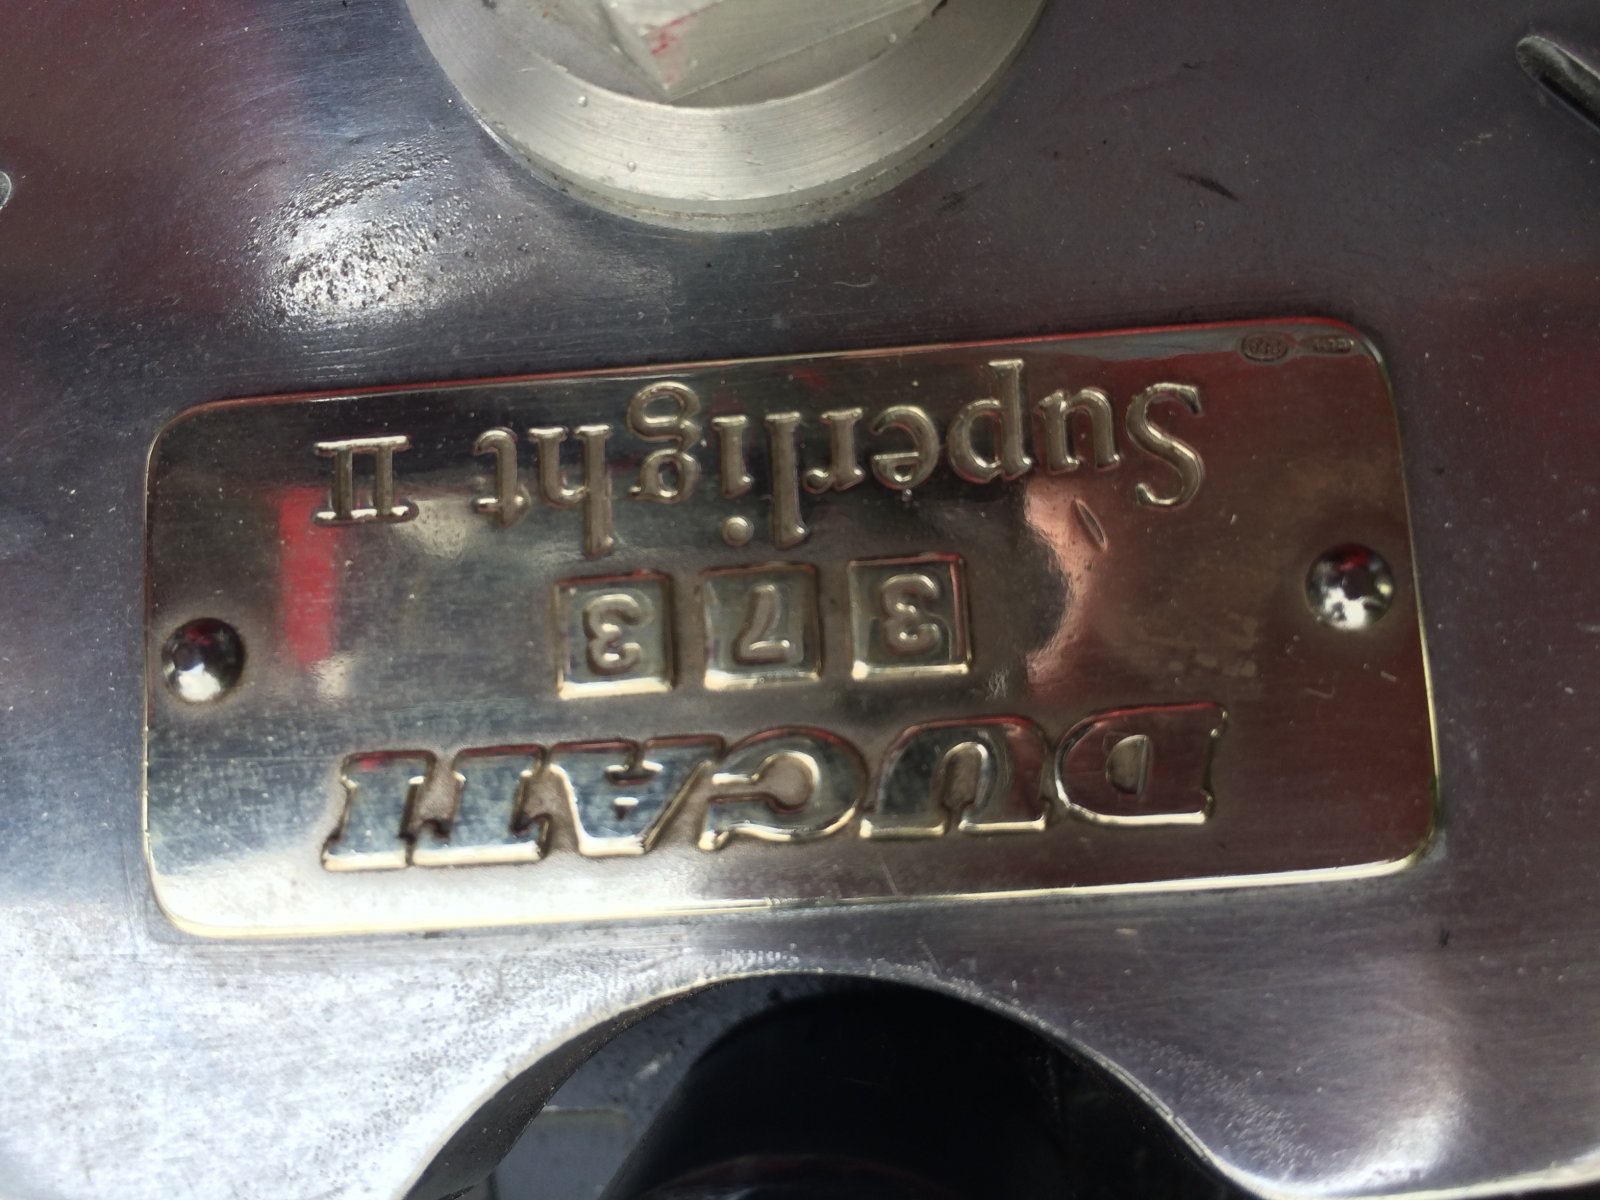 DUCATI
373
Superlight II